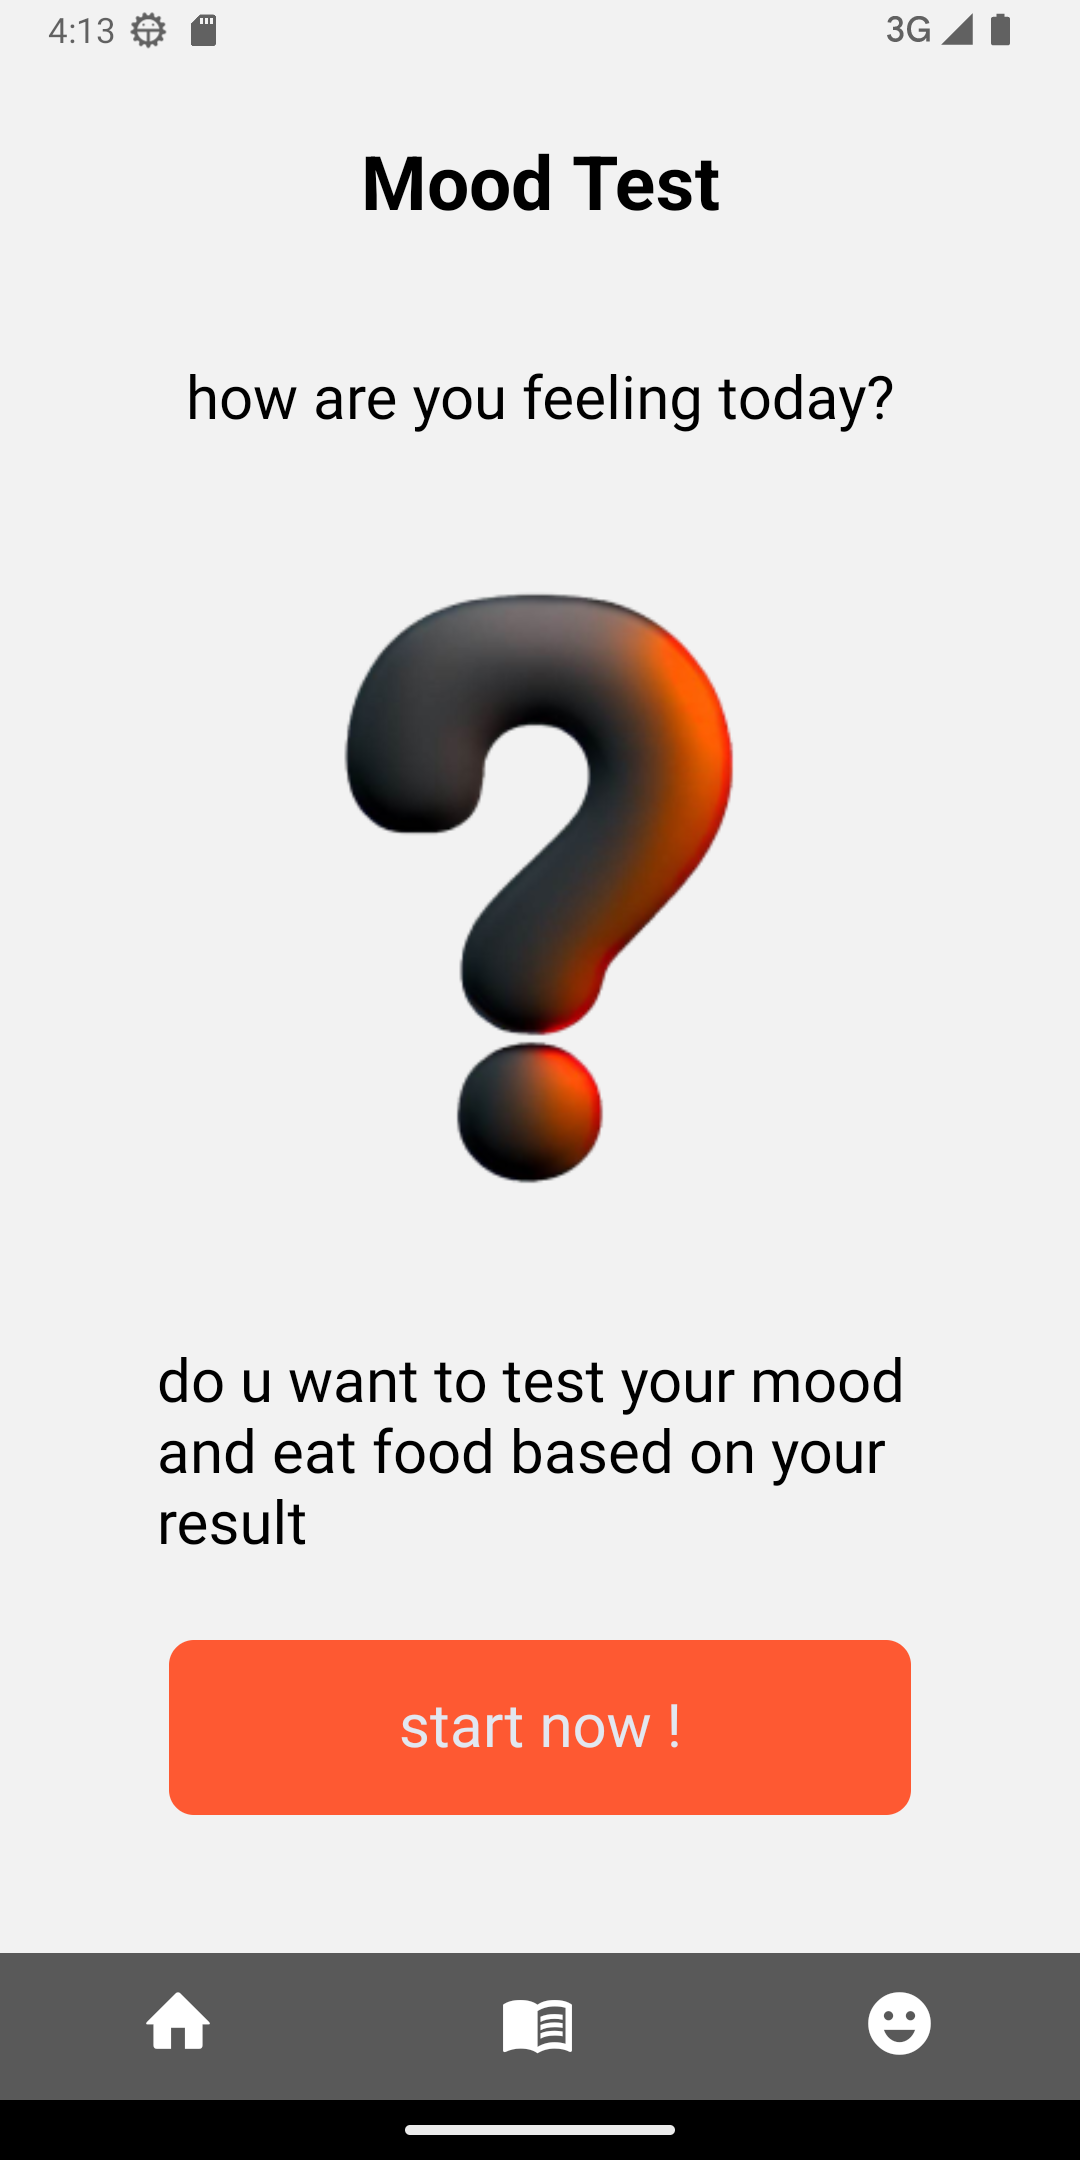 4:13 3G
Mood Test
how are you feeling today?
do u want to test your mood
and eat food based on your
result
start now !